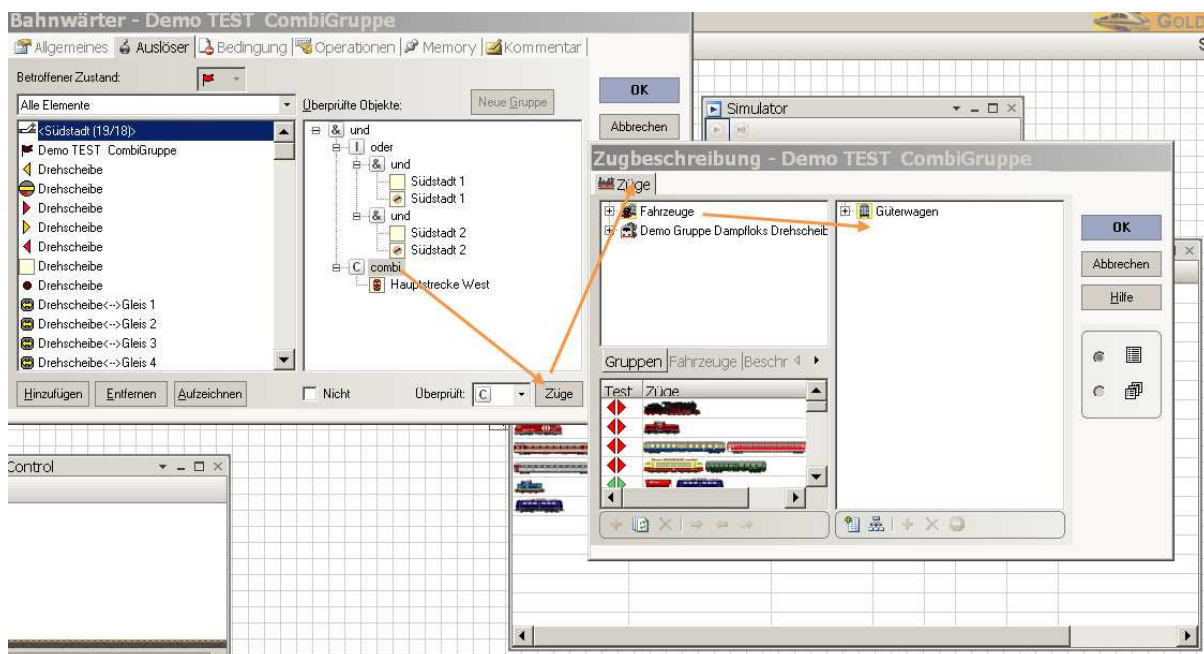 Bahnwärter - Demo TEST CombiGruppe
Allgemeines Auslöser Bedingung Operationen Memory Kommentar
Betroffener Zustand:
Alle Elemente
Überprüfte Objekte:
Neue Gruppe
<Südstadt (19/18)>
Demo TEST CombiGruppe
Drehscheibe
Drehscheibe
Drehscheibe
Drehscheibe
Drehscheibe
Drehscheibe
Drehscheibe
Drehscheibe<-->Gleis 1
Drehscheibe<-->Gleis 2
Drehscheibe<-->Gleis 3
Drehscheibe<-->Gleis 4
& und
I oder
& und
Südstadt 1
Südstadt 1
& und
Südstadt 2
Südstadt 2
C combi
Hauptstrecke West
Hinzufügen Entfernen Aufzeichnen
Nicht Überprüft: C Züge
OK
Abbrechen
GOLD
S
Simulator
Zugbeschreibung - Demo TEST CombiGruppe
Züge
Fahrzeuge
Demo Gruppe Dampfloks Drehscheib
Güterwagen
OK
Abbrechen
Hilfe
Gruppen Fahrzeuge Beschr
Test Züge
Control